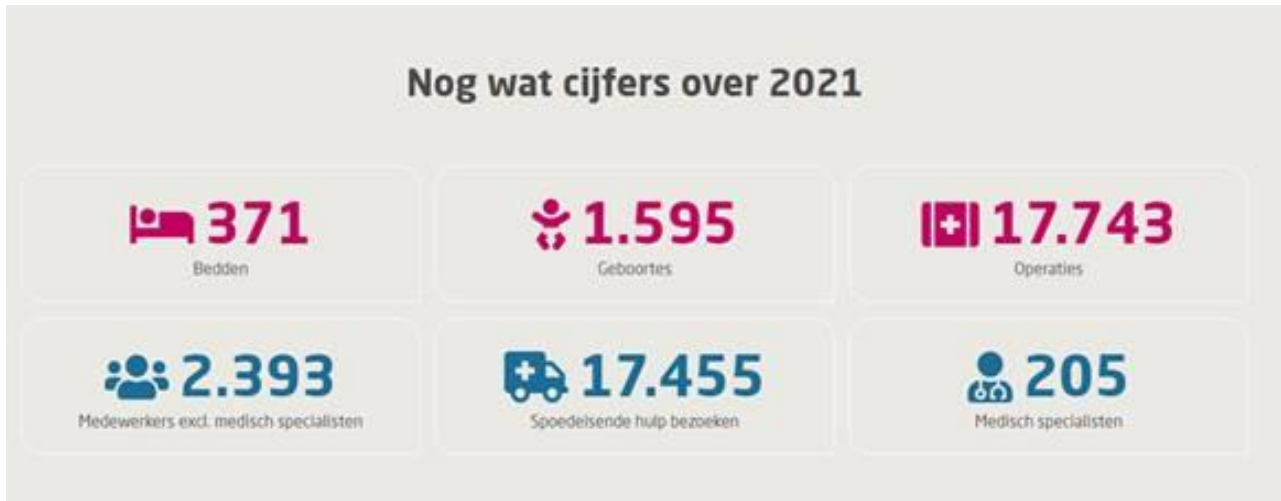 Nog wat cijfers over 2021
371
Bedden
1.595
Geboortes
17.743
Operaties
2.393
Medewerkers excl. medisch specialisten
17.455
Spoedeisende hulp bezoeken
205
Medisch specialisten